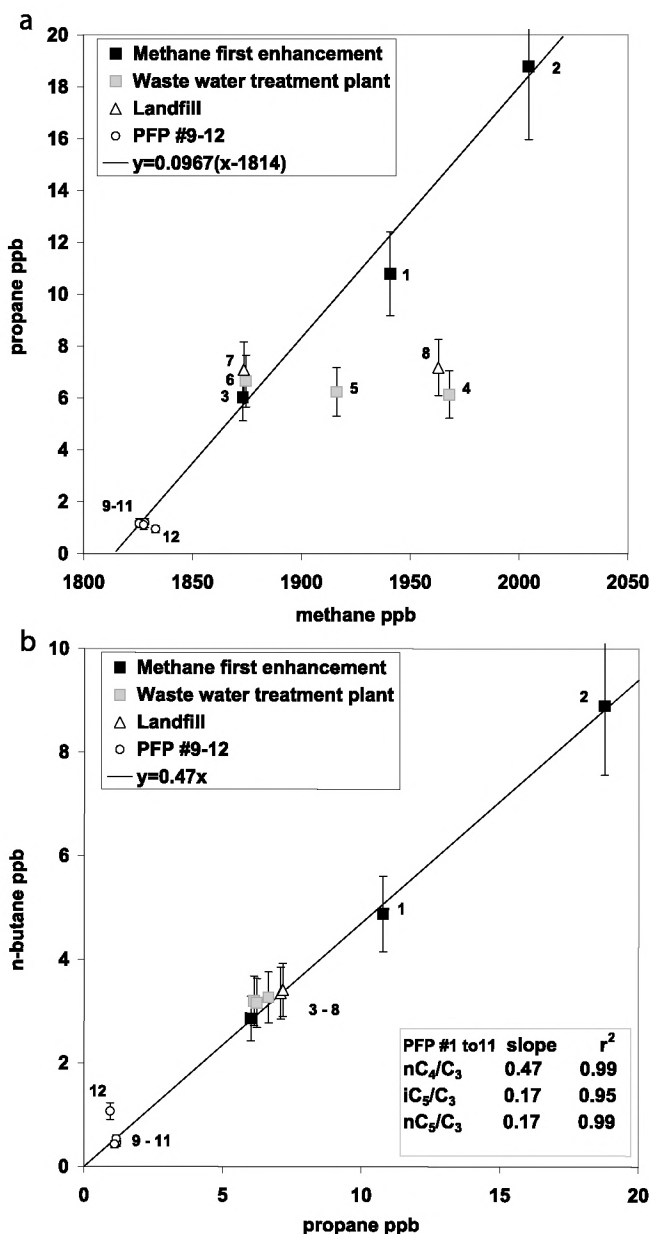 a
20
18
16
14
12
10
8
6
4
2
0
propane ppb
Methane first enhancement
Waste water treatment plant
Landfill
PFP #9-12
y=0.0967(x-1814)
2
1
7
6
3
8
5
4
9-11
12
1800 1850 1900 1950 2000 2050
methane ppb
b
10
8
6
4
2
0
n-butane ppb
Methane first enhancement
Waste water treatment plant
Landfill
PFP #9-12
y=0.47x
2
1
3 - 8
12
9 - 11
PFP #1 to11 slope r²
nC₄/C₃ 0.47 0.99
iC₅/C₃ 0.17 0.95
nC₅/C₃ 0.17 0.99
0 5 10 15 20
propane ppb